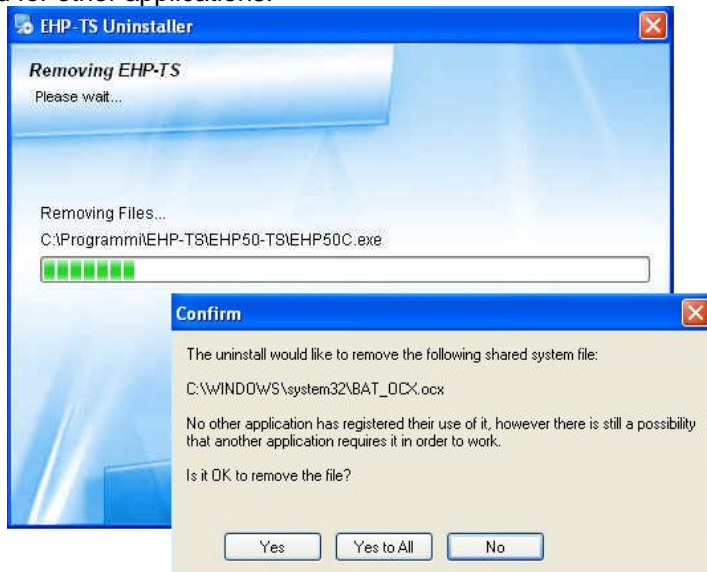 for other applications.
EHP-TS Uninstaller
Removing EHP-TS
Please wait...
Removing Files...
C:\Programmi\EHP-TS\EHP50-TS\EHP50C.exe
Confirm
The uninstall would like to remove the following shared system file:
C:\WINDOWS\system32\BAT_OCX.ocx
No other application has registered their use of it, however there is still a possibility
that another application requires it in order to work.
Is it OK to remove the file?
Yes
Yes to All
No